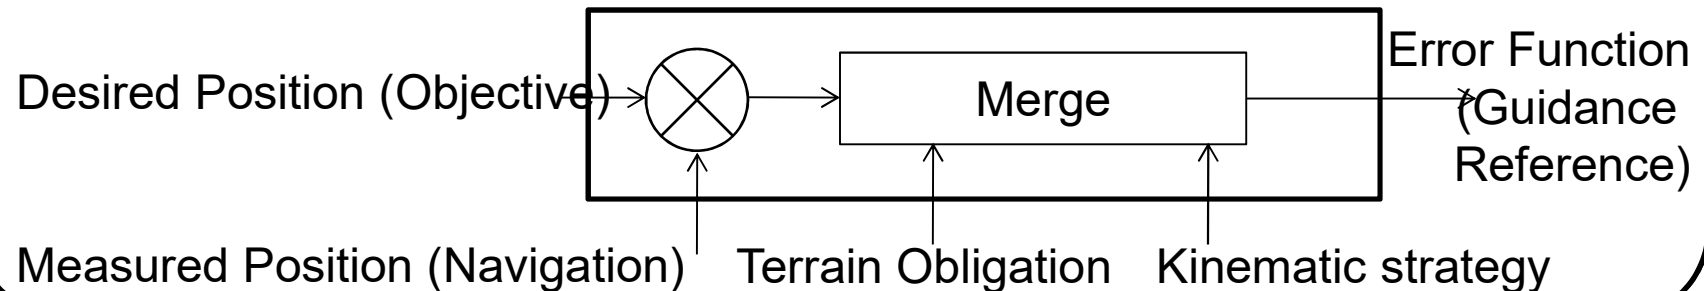 Desired Position (Objective)
Merge
Error Function
(Guidance
Reference)
Measured Position (Navigation)
Terrain Obligation
Kinematic strategy